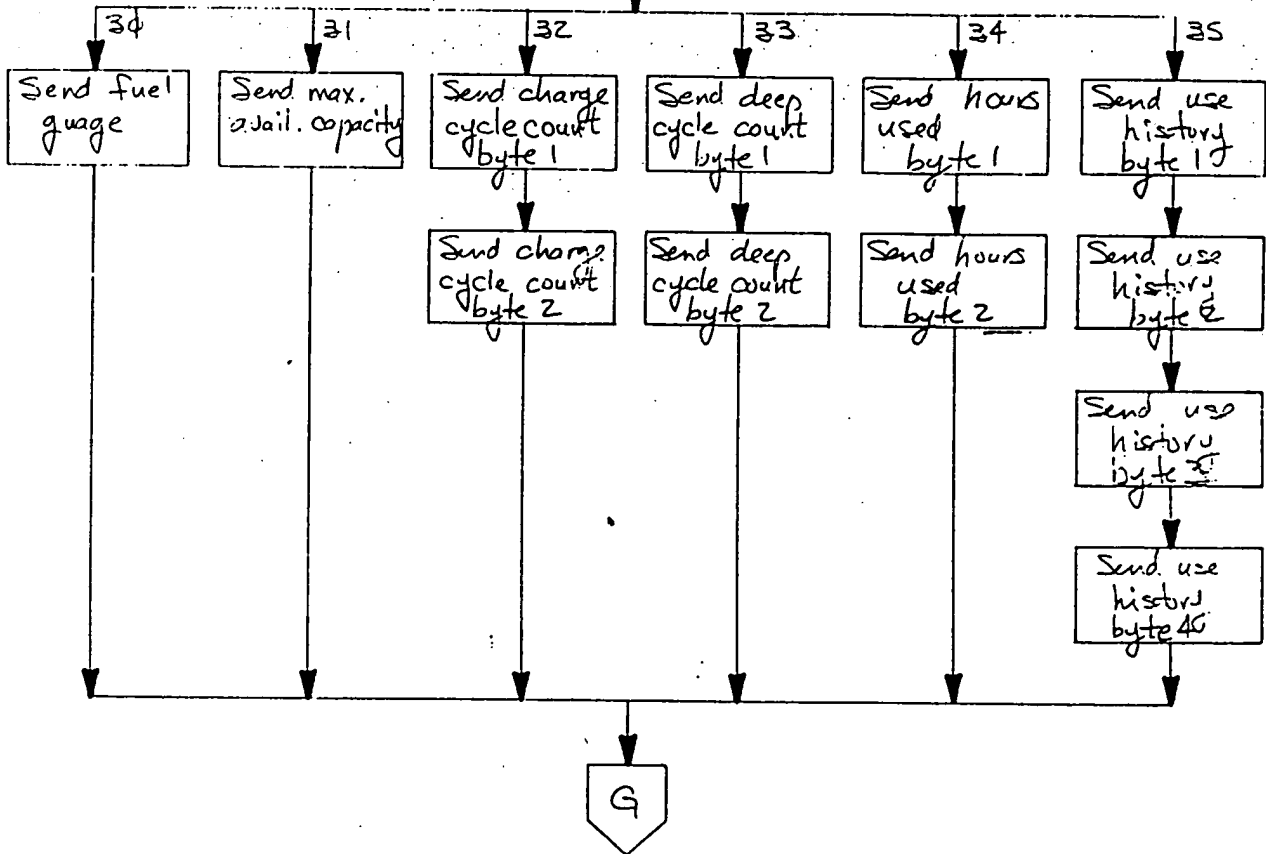 30
31
32
33
34
35
Send fuel
guage
Send max.
avail. capacity
Send charge
cycle count
byte 1
Send deep
cycle count
byte 1
Send hours
used
byte 1
Send use
history
byte 1
Send charge
cycle count
byte 2
Send deep
cycle count
byte 2
Send hours
used
byte 2
Send use
history
byte 2
Send use
history
byte 3
Send use
history
byte 4
G